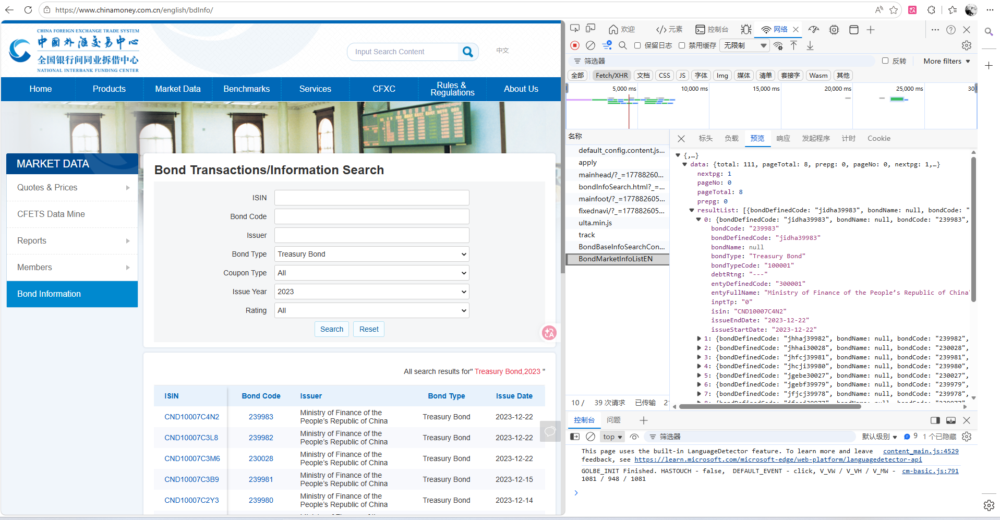 https://www.chinamoney.com.cn/english/bdInfo/
CHINA FOREIGN EXCHANGE TRADE SYSTEM
中國外滙交易中心
全国银行间同业拆借中心
NATIONAL INTERBANK FUNDING CENTER
Input Search Content
中文
Home
Products
Market Data
Benchmarks
Services
CFXC
Rules &
Regulations
About Us
MARKET DATA
Quotes & Prices
CFETS Data Mine
Reports
Members
Bond Information
Bond Transactions/Information Search
ISIN
Bond Code
Issuer
Bond Type Treasury Bond
Coupon Type All
Issue Year 2023
Rating All
Search Reset
All search results for" Treasury Bond,2023 "
ISIN Bond Code Issuer Bond Type Issue Date
CND10007C4N2 239983 Ministry of Finance of the People's Republic of China Treasury Bond 2023-12-22
CND10007C3L8 239982 Ministry of Finance of the People's Republic of China Treasury Bond 2023-12-22
CND10007C3M6 230028 Ministry of Finance of the People's Republic of China Treasury Bond 2023-12-22
CND10007C3B9 239981 Ministry of Finance of the People's Republic of China Treasury Bond 2023-12-15
CND10007C2Y3 239980 Ministry of Finance of the People's Republic of China Treasury Bond 2023-12-14
欢迎 元素 控制台 网络
保留日志 禁用缓存 无限制
筛选器 反转 More filters
全部 Fetch/XHR 文档 CSS JS 字体 Img 媒体 清单 套接字 Wasm 其他
5,000 ms 10,000 ms 15,000 ms 20,000 ms 25,000 ms 30
名称
default_config.content.js...
apply
mainhead/?_=17788260...
bondInfoSearch.html?_=...
mainfoot/?_=177882605...
fixednavi/?_=177882605...
ulta.min.js
track
BondBaseInfoSearchCon...
BondMarketInfoListEN
10 / 39 次请求 已传输 2
标头 负载 预览 响应 发起程序 计时 Cookie
{,…}
data: {total: 111, pageTotal: 8, prepg: 0, pageNo: 0, nextpg: 1,…}
nextpg: 1
pageNo: 0
pageTotal: 8
prepg: 0
resultList: [{bondDefinedCode: "jidha39983", bondName: null, bondCode: "
0: {bondDefinedCode: "jidha39983", bondName: null, bondCode: "239983",
bondCode: "239983"
bondDefinedCode: "jidha39983"
bondName: null
bondType: "Treasury Bond"
bondTypeCode: "100001"
debtRtng: "---"
entyDefinedCode: "300001"
entyFullName: "Ministry of Finance of the People’s Republic of China"
inptTp: "0"
isin: "CND10007C4N2"
issueEndDate: "2023-12-22"
issueStartDate: "2023-12-22"
1: {bondDefinedCode: "jhhaj39982", bondName: null, bondCode: "239982",
2: {bondDefinedCode: "jhhai30028", bondName: null, bondCode: "230028",
3: {bondDefinedCode: "jhfcj39981", bondName: null, bondCode: "239981",
4: {bondDefinedCode: "jhcji39980", bondName: null, bondCode: "239980",
5: {bondDefinedCode: "jgebe30027", bondName: null, bondCode: "230027",
6: {bondDefinedCode: "jgebf39979", bondName: null, bondCode: "239979",
7: {bondDefinedCode: "jfjcj39978", bondName: null, bondCode: "239978",
控制台 问题
top 筛选器 默认级别 9 1 个已隐藏
This page uses the built-in LanguageDetector feature. To learn more and leave content_main.js:4529
feedback, see https://learn.microsoft.com/microsoft-edge/web-platform/languagedetector-api
GOLBE_INIT Finished. HASTOUCH - false, DEFAULT_EVENT - click, V_VW / V_VH / V_MW - cm-basic.js:791
1081 / 948 / 1081